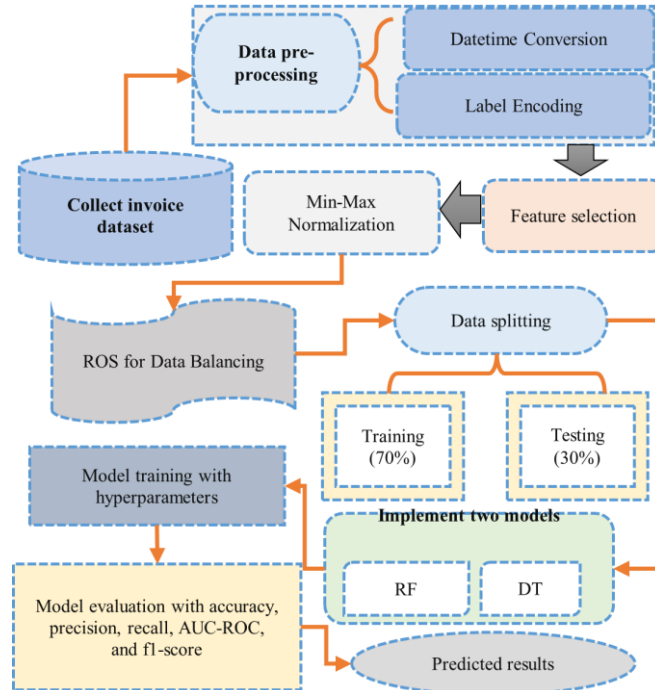 Data pre-
processing
Datetime Conversion
Label Encoding
Collect invoice
dataset
Min-Max
Normalization
Feature selection
ROS for Data Balancing
Data splitting
Training
(70%)
Testing
(30%)
Model training with
hyperparameters
Implement two models
RF
DT
Model evaluation with accuracy,
precision, recall, AUC-ROC,
and f1-score
Predicted results